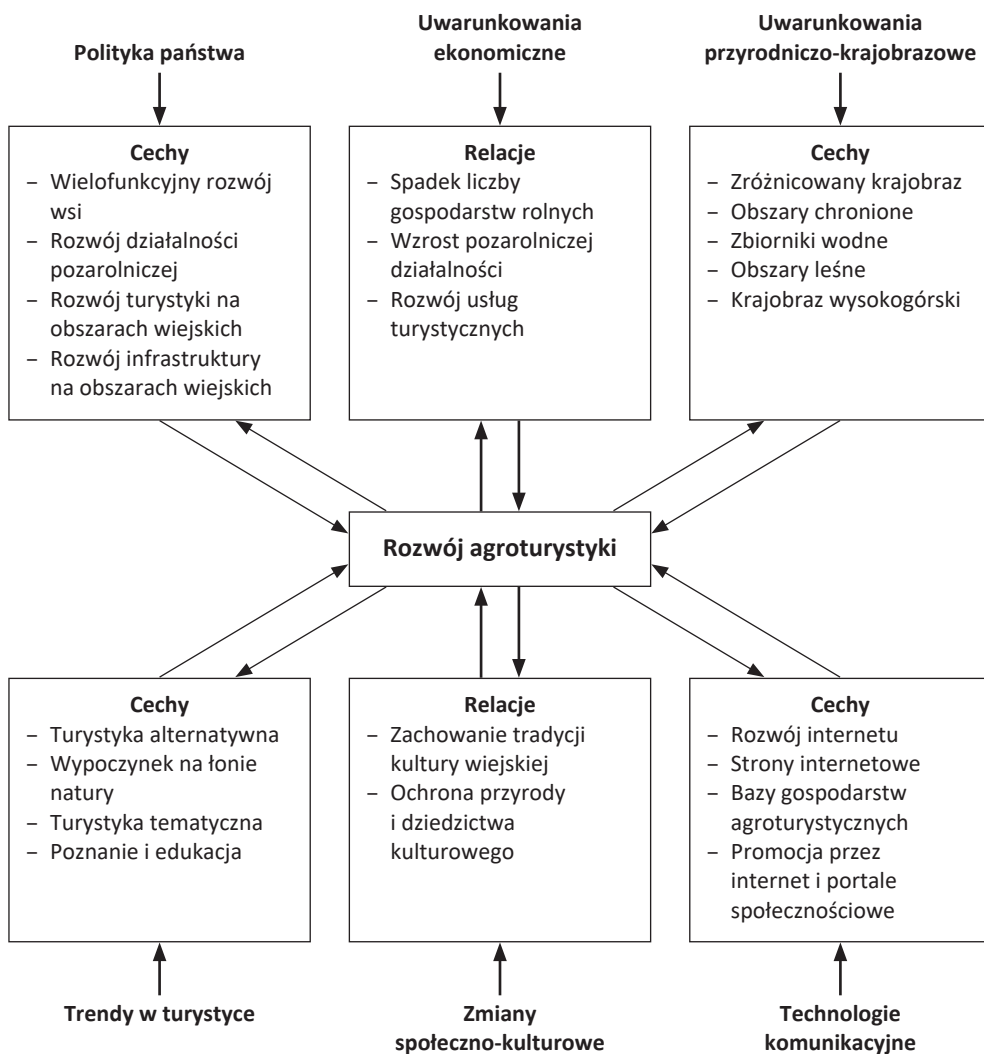 Polityka państwa
Uwarunkowania
ekonomiczne
Uwarunkowania
przyrodniczo-krajobrazowe
Cechy
– Wielofunkcyjny rozwój
wsi
– Rozwój działalności
pozarolniczej
– Rozwój turystyki na
obszarach wiejskich
– Rozwój infrastruktury
na obszarach wiejskich
Relacje
– Spadek liczby
gospodarstw rolnych
– Wzrost pozarolniczej
działalności
– Rozwój usług
turystycznych
Cechy
– Zróżnicowany krajobraz
– Obszary chronione
– Zbiorniki wodne
– Obszary leśne
– Krajobraz wysokogórski
Rozwój agroturystyki
Cechy
– Turystyka alternatywna
– Wypoczynek na łonie
natury
– Turystyka tematyczna
– Poznanie i edukacja
Relacje
– Zachowanie tradycji
kultury wiejskiej
– Ochrona przyrody
i dziedzictwa
kulturowego
Cechy
– Rozwój internetu
– Strony internetowe
– Bazy gospodarstw
agroturystycznych
– Promocja przez
internet i portale
społecznościowe
Trendy w turystyce
Zmiany
społeczno-kulturowe
Technologie
komunikacyjne